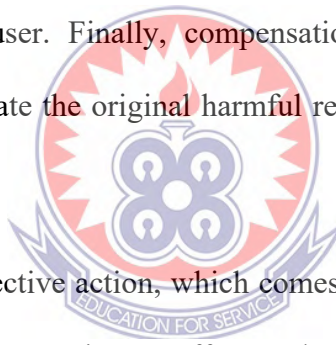 user. Finally, compensatio
ate the original harmful re
ective action, which comes
EDUCATION FOR SERVICE